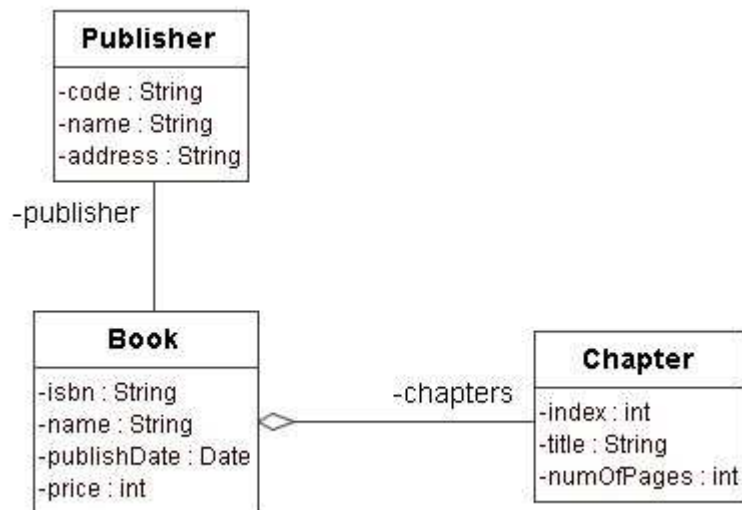 Publisher
-code : String
-name : String
-address : String
-publisher
Book
-isbn : String
-name : String
-publishDate : Date
-price : int
-chapters
Chapter
-index : int
-title : String
-numOfPages : int